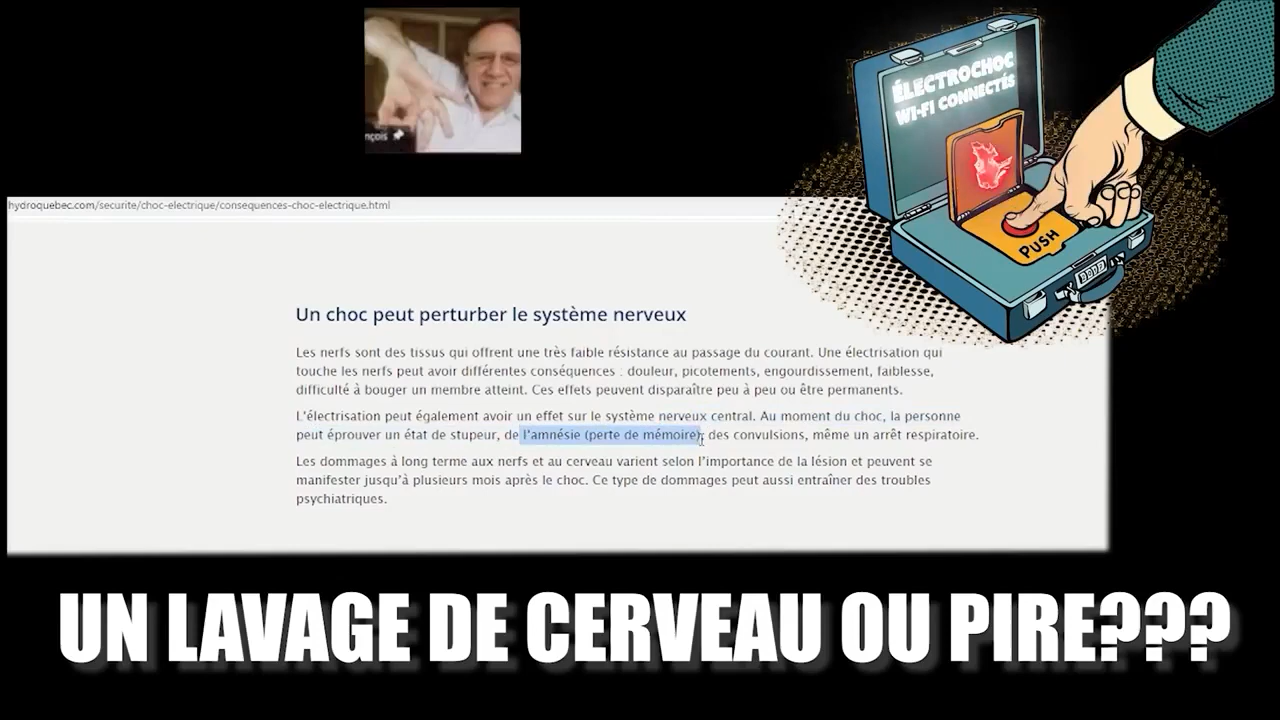 nçois
ÉLECTROCHOC
WI-FI CONNECTÉS
PUSH
hydroquebec.com/securite/choc-electrique/consequences-choc-electrique.html
Un choc peut perturber le système nerveux
Les nerfs sont des tissus qui offrent une très faible résistance au passage du courant. Une électrisation qui
touche les nerfs peut avoir différentes conséquences : douleur, picotements, engourdissement, faiblesse,
difficulté à bouger un membre atteint. Ces effets peuvent disparaître peu à peu ou être permanents.
L’électrisation peut également avoir un effet sur le système nerveux central. Au moment du choc, la personne
peut éprouver un état de stupeur, de l’amnésie (perte de mémoire), des convulsions, même un arrêt respiratoire.
Les dommages à long terme aux nerfs et au cerveau varient selon l’importance de la lésion et peuvent se
manifester jusqu’à plusieurs mois après le choc. Ce type de dommages peut aussi entraîner des troubles
psychiatriques.
UN LAVAGE DE CERVEAU OU PIRE???